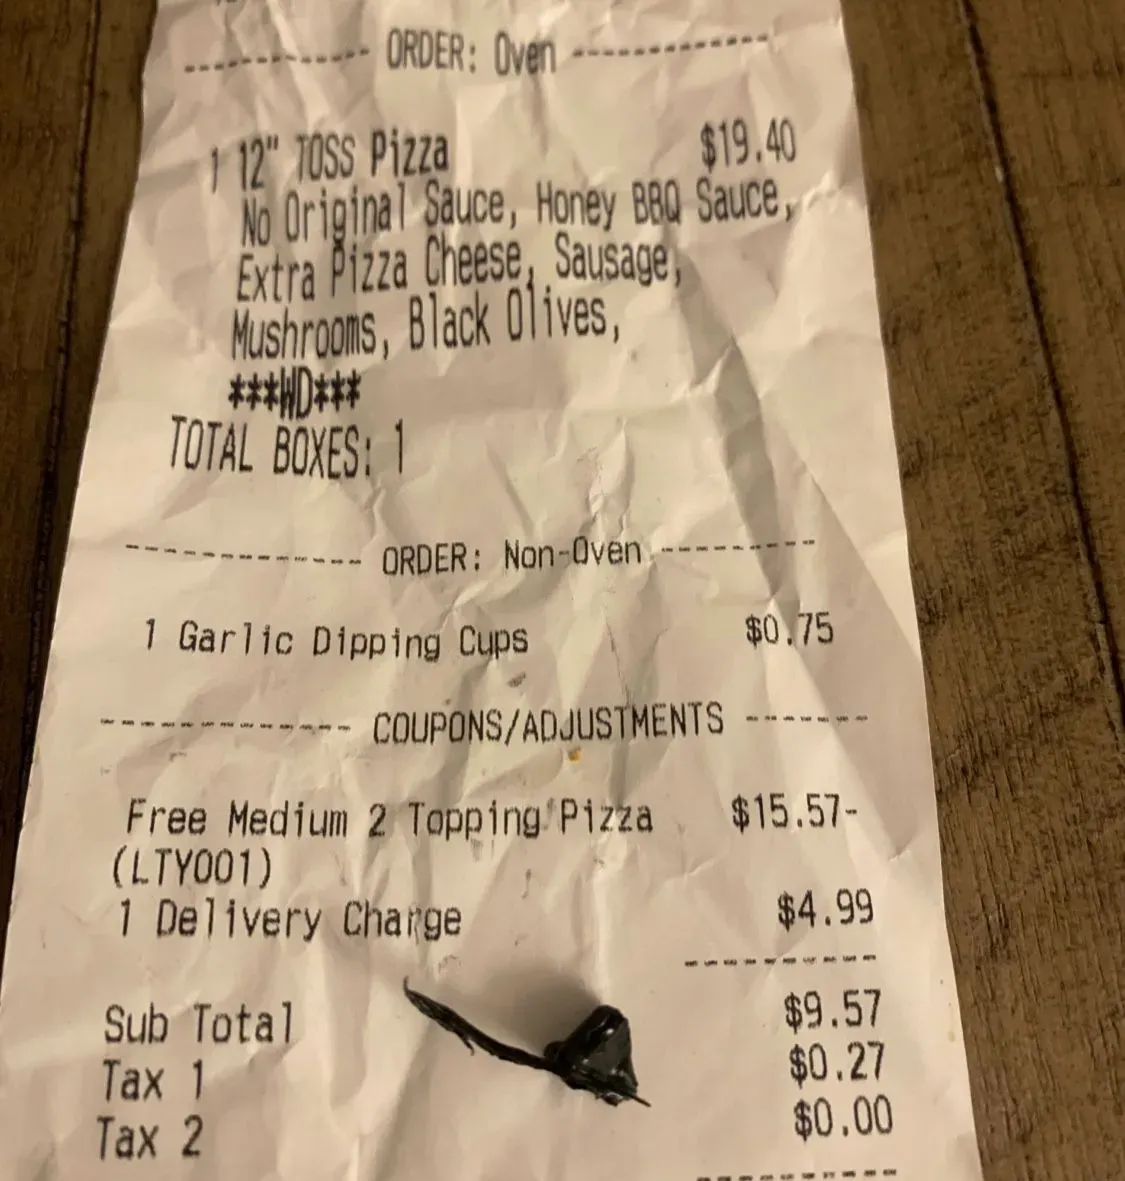 ------------ ORDER: Oven -------------
1 12" TOSS Pizza $19.40
No Original Sauce, Honey BBQ Sauce,
Extra Pizza Cheese, Sausage,
Mushrooms, Black Olives,
***WD***
TOTAL BOXES: 1
------------- ORDER: Non-Oven ---------
1 Garlic Dipping Cups $0.75
-------------- COUPONS/ADJUSTMENTS -------
Free Medium 2 Topping Pizza $15.57-
(LTY001)
1 Delivery Charge $4.99
----------
Sub Total $9.57
Tax 1 $0.27
Tax 2 $0.00
----------